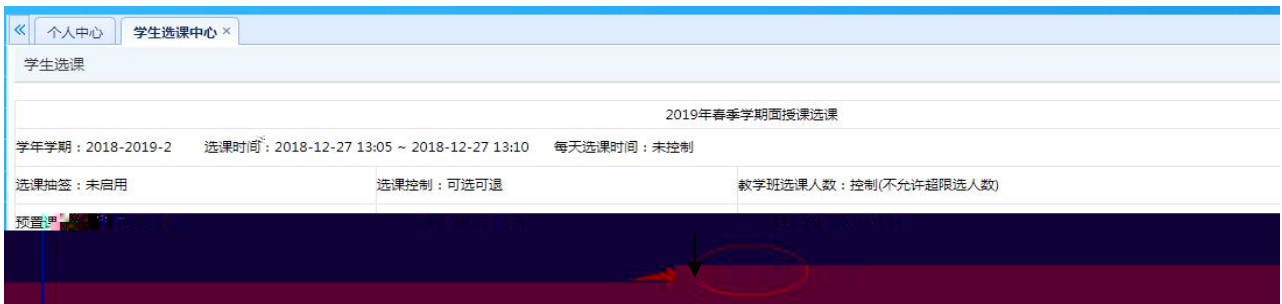 个人中心 学生选课中心
学生选课
2019年春季学期面授课选课
学年学期：2018-2019-2 选课时间：2018-12-27 13:05 ~ 2018-12-27 13:10 每天选课时间：未控制
选课抽签：未启用 选课控制：可选可退 教学班选课人数：控制(不允许超限选人数)
预置课